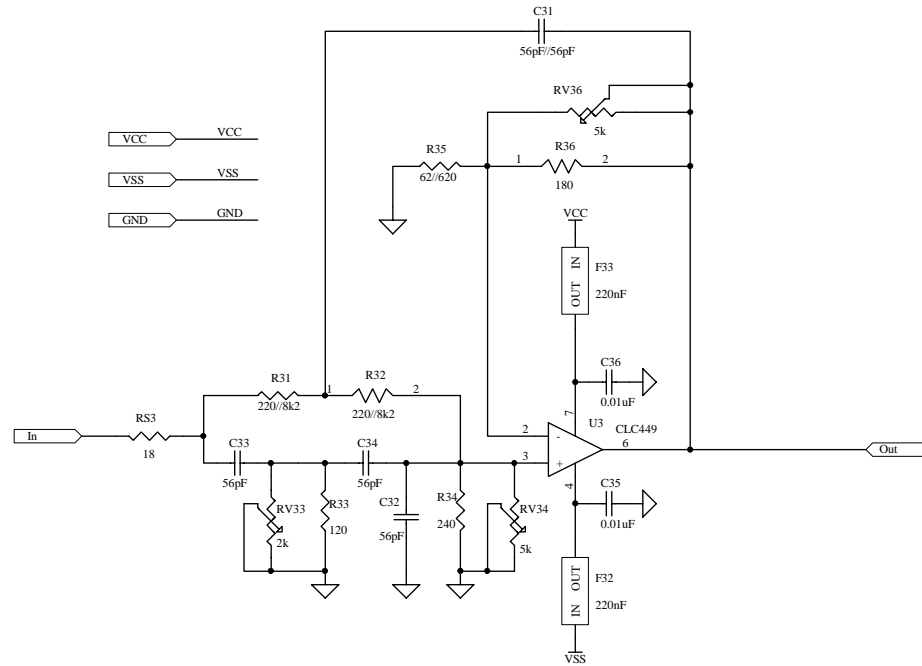 C31
56pF//56pF
RV36
5k
VCC VCC
R35
62//620
R36
1 2
180
VSS VSS
GND GND
VCC
IN
OUT
F33
220nF
C36
0.01uF
R31
220//8k2
1
R32
2
220//8k2
7
U3
CLC449
2
-
6
In
RS3
18
C33
56pF
C34
56pF
3
+
Out
4
C35
0.01uF
RV33
2k
R33
120
C32
56pF
R34
240
RV34
5k
OUT
IN
F32
220nF
VSS